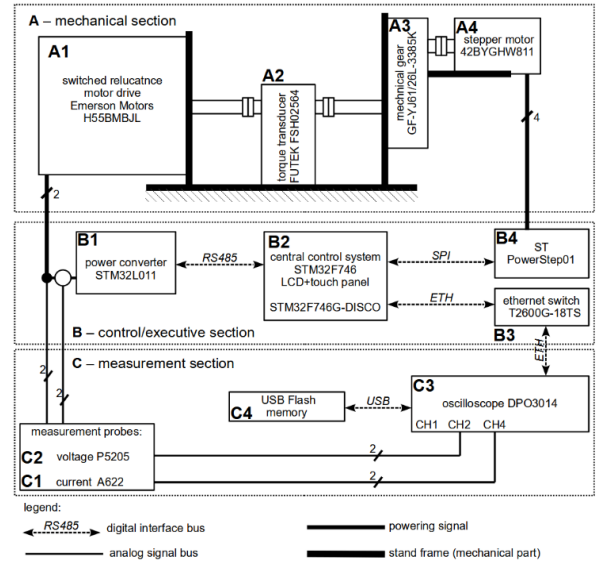 A – mechanical section
A1
switched relucatnce
motor drive
Emerson Motors
H55BMBJL
A2
torque transducer
FUTEK FSH02564
A3
mechnical gear
GF-YJ61/26L-3385K
A4
stepper motor
42BYGHW811
2
4
B1
power converter
STM32L011
RS485
B2
central control system
STM32F746
LCD+touch panel
STM32F746G-DISCO
SPI
B4
ST
PowerStep01
ETH
ethernet switch
T2600G-18TS
B3
B – control/executive section
ETH
C – measurement section
2
2
USB Flash
memory
C4
USB
C3
oscilloscope DPO3014
CH1 CH2 CH4
measurement probes:
C2 voltage P5205
C1 current A622
2
2
legend:
RS485 digital interface bus
powering signal
analog signal bus
stand frame (mechanical part)